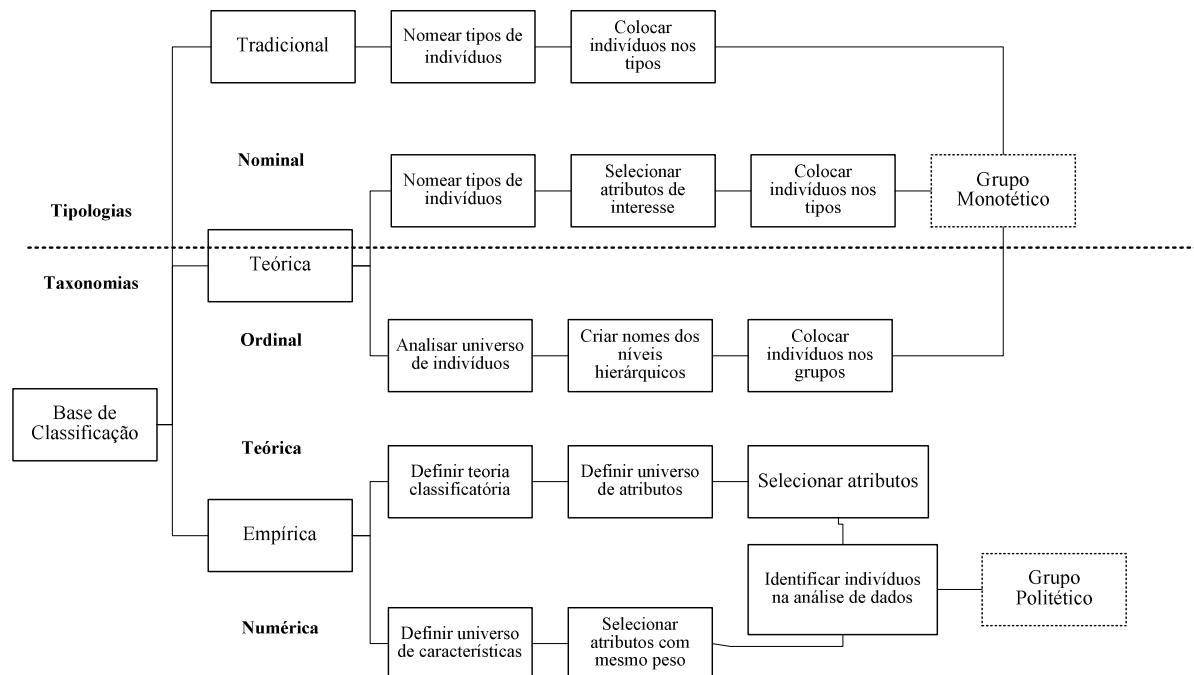 Tradicional
Nomear tipos de
indivíduos
Colocar
indivíduos nos
tipos
Nominal
Nomear tipos de
indivíduos
Selecionar
atributos de
interesse
Colocar
indivíduos nos
tipos
Grupo
Monotético
Tipologias
Teórica
Taxonomias
Ordinal
Analisar universo
de indivíduos
Criar nomes dos
níveis
hierárquicos
Colocar
indivíduos nos
grupos
Base de
Classificação
Teórica
Definir teoria
classificatória
Definir universo
de atributos
Selecionar atributos
Empírica
Identificar indivíduos
na análise de dados
Grupo
Politético
Numérica
Definir universo
de características
Selecionar
atributos com
mesmo peso